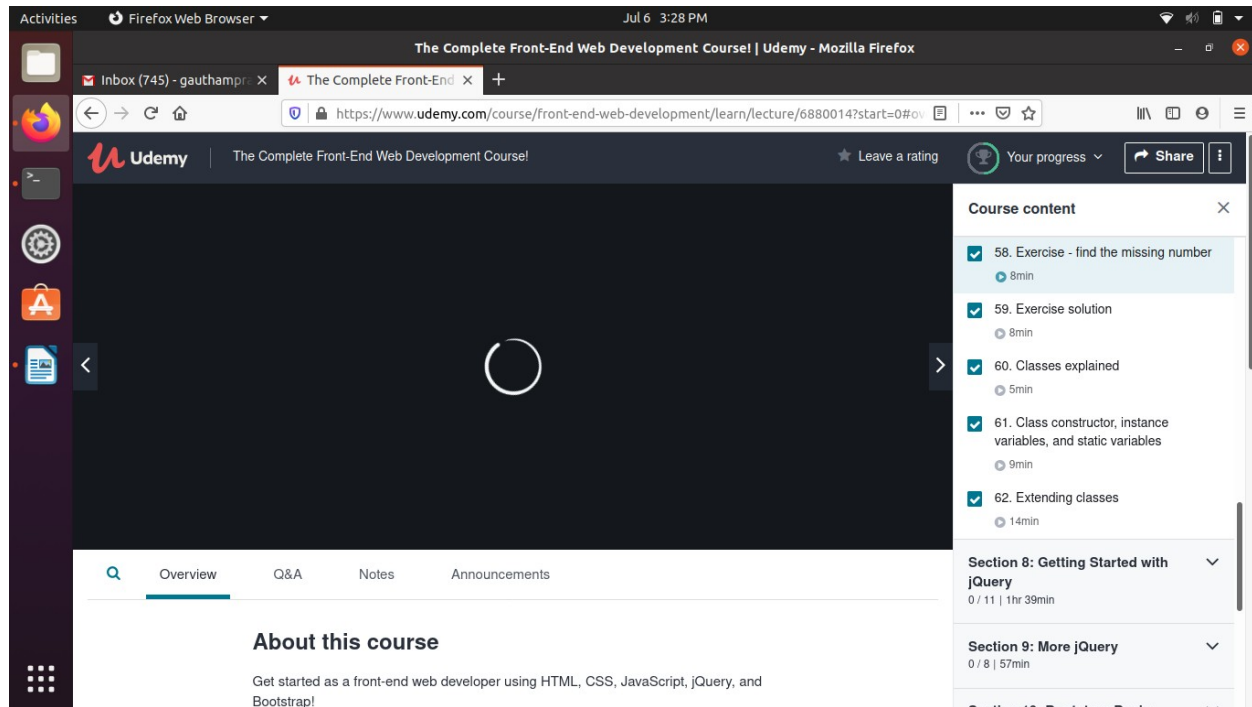 Activities
Firefox Web Browser
Jul 6 3:28 PM
The Complete Front-End Web Development Course! | Udemy - Mozilla Firefox
Inbox (745) - gauthampra
The Complete Front-End
https://www.udemy.com/course/front-end-web-development/learn/lecture/6880014?start=0#ov
Udemy
The Complete Front-End Web Development Course!
Leave a rating
Your progress
Share
Course content
58. Exercise - find the missing number
8min
59. Exercise solution
8min
60. Classes explained
5min
61. Class constructor, instance
variables, and static variables
9min
62. Extending classes
14min
Section 8: Getting Started with
jQuery
0 / 11 | 1hr 39min
Section 9: More jQuery
0 / 8 | 57min
Overview
Q&A
Notes
Announcements
About this course
Get started as a front-end web developer using HTML, CSS, JavaScript, jQuery, and
Bootstrap!